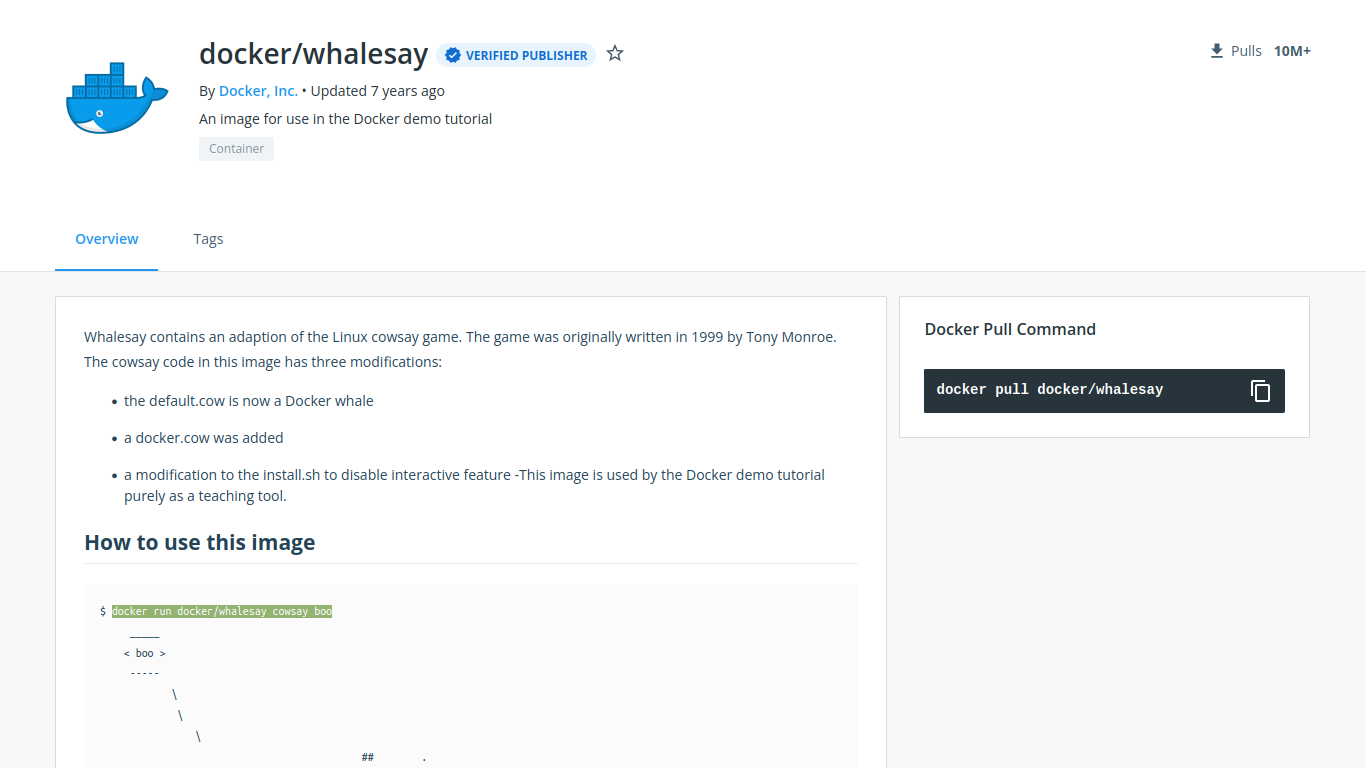 docker/whalesay VERIFIED PUBLISHER
Pulls 10M+
By Docker, Inc. • Updated 7 years ago
An image for use in the Docker demo tutorial
Container
Overview Tags
Whalesay contains an adaption of the Linux cowsay game. The game was originally written in 1999 by Tony Monroe.
The cowsay code in this image has three modifications:
• the default.cow is now a Docker whale
• a docker.cow was added
• a modification to the install.sh to disable interactive feature -This image is used by the Docker demo tutorial
purely as a teaching tool.
How to use this image
$ docker run docker/whalesay cowsay boo
_____
< boo >
-----
\
\
\
## .
Docker Pull Command
docker pull docker/whalesay